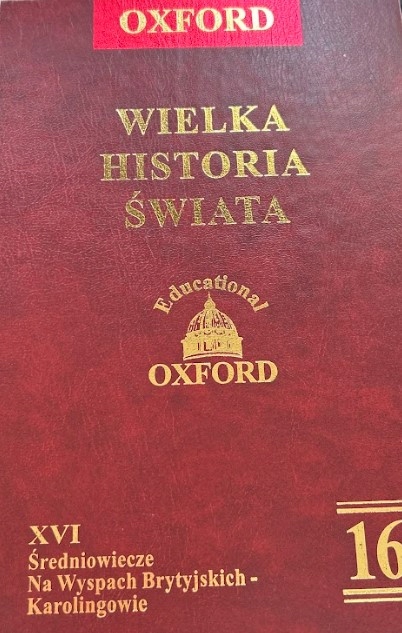 OXFORD
WIELKA
HISTORIA
ŚWIATA
Educational
OXFORD
XVI
Średniowiecze
Na Wyspach Brytyjskich -
Karolingowie
16